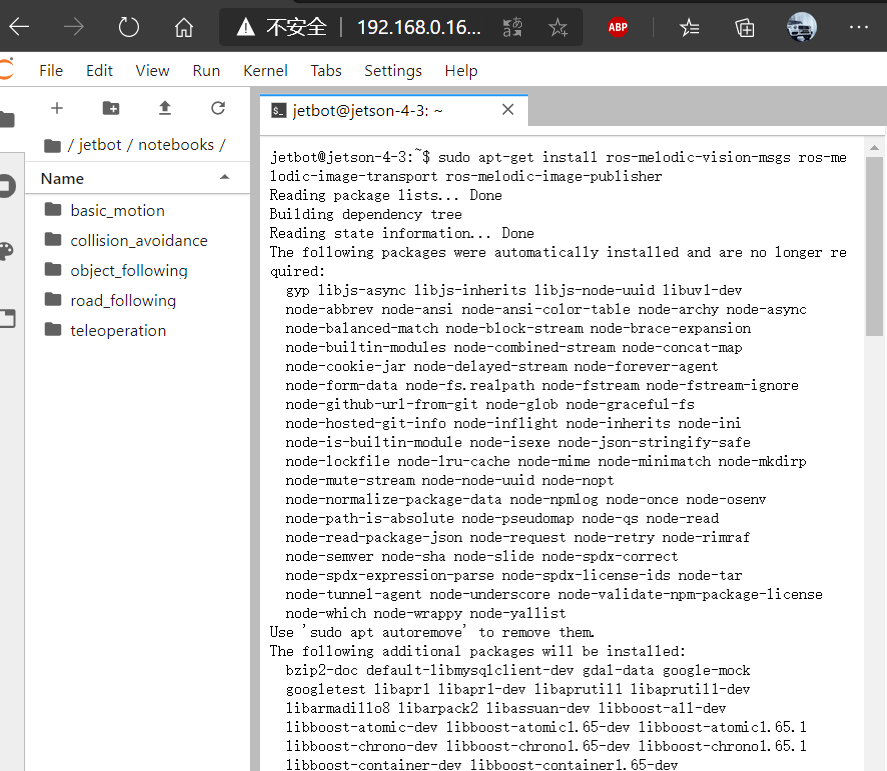 不安全
192.168.0.16...
ABP
File Edit View Run Kernel Tabs Settings Help
/ jetbot / notebooks /
Name
basic_motion
collision_avoidance
object_following
road_following
teleoperation
jetbot@jetson-4-3: ~
jetbot@jetson-4-3:~$ sudo apt-get install ros-melodic-vision-msgs ros-me
lodic-image-transport ros-melodic-image-publisher
Reading package lists... Done
Building dependency tree
Reading state information... Done
The following packages were automatically installed and are no longer re
quired:
gyp libjs-async libjs-inherits libjs-node-uuid libuv1-dev
node-abbrev node-ansi node-ansi-color-table node-archy node-async
node-balanced-match node-block-stream node-brace-expansion
node-builtin-modules node-combined-stream node-concat-map
node-cookie-jar node-delayed-stream node-forever-agent
node-form-data node-fs.realpath node-fstream node-fstream-ignore
node-github-url-from-git node-glob node-graceful-fs
node-hosted-git-info node-inflight node-inherits node-ini
node-is-builtin-module node-isexe node-json-stringify-safe
node-lockfile node-lru-cache node-mime node-minimatch node-mkdirp
node-mute-stream node-node-uuid node-nopt
node-normalize-package-data node-npmlog node-once node-osenv
node-path-is-absolute node-pseudomap node-qs node-read
node-read-package-json node-request node-retry node-rimraf
node-semver node-sha node-slide node-spdx-correct
node-spdx-expression-parse node-spdx-license-ids node-tar
node-tunnel-agent node-underscore node-validate-npm-package-license
node-which node-wrappy node-yallist
Use 'sudo apt autoremove' to remove them.
The following additional packages will be installed:
bzip2-doc default-libmysqlclient-dev gdal-data google-mock
googletest libapr1 libapr1-dev libaprutil1 libaprutil1-dev
libarmadillo8 libarpack2 libassuan-dev libboost-all-dev
libboost-atomic-dev libboost-atomic1.65-dev libboost-atomic1.65.1
libboost-chrono-dev libboost-chrono1.65-dev libboost-chrono1.65.1
libboost-container-dev libboost-container1.65-dev